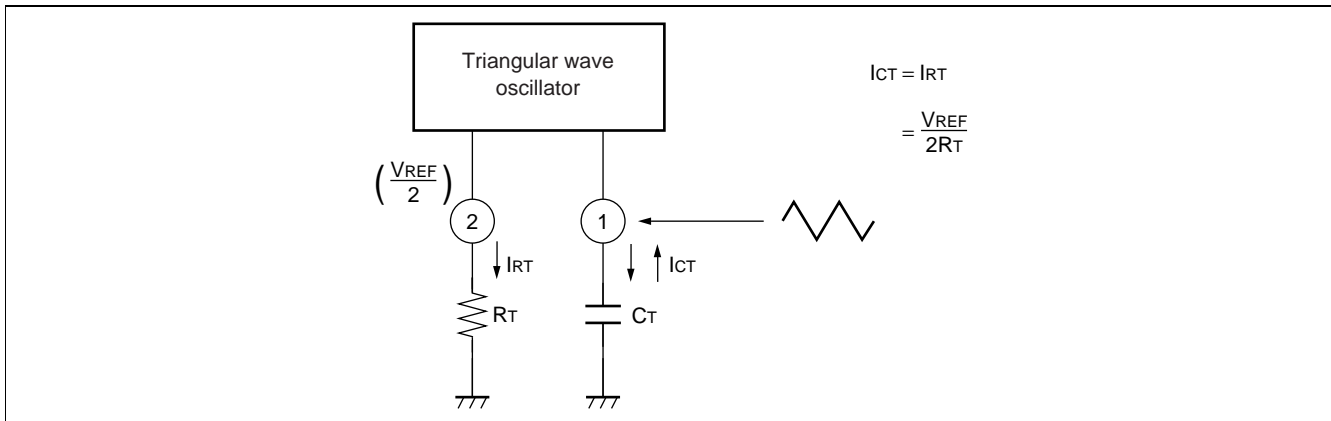 Triangular wave
oscillator
ICT = IRT
= VREF
2RT
( VREF
2 )
2
1
IRT
ICT
RT
CT